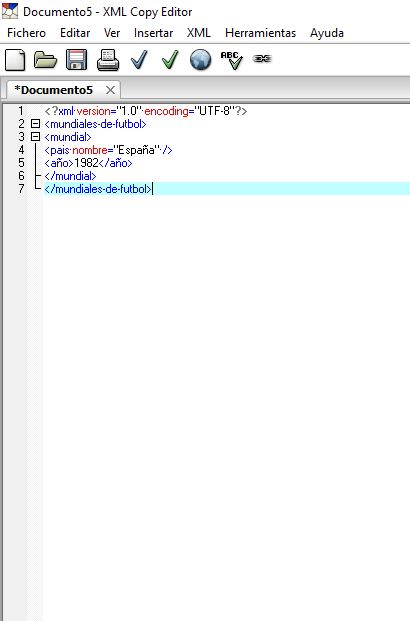 Documento5 - XML Copy Editor
Fichero Editar Ver Insertar XML Herramientas Ayuda
ABC
*Documento5
1 <?xml version="1.0" encoding="UTF-8"?>
2 <mundiales-de-futbol>
3 <mundial>
4 <pais nombre="España" />
5 <año>1982</año>
6 </mundial>
7 </mundiales-de-futbol>